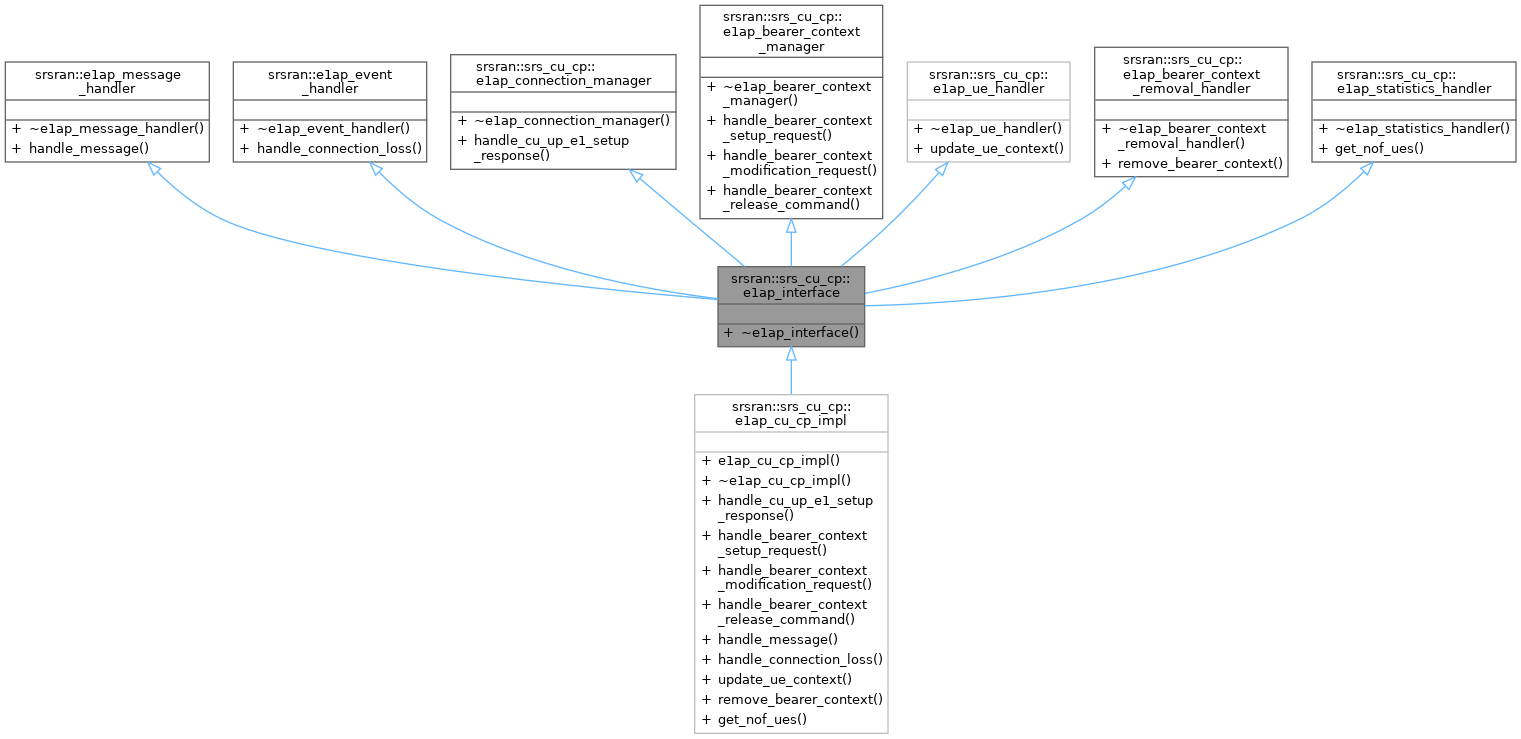 srsran::e1ap_message
_handler
+ ~e1ap_message_handler()
+ handle_message()
srsran::e1ap_event
_handler
+ ~e1ap_event_handler()
+ handle_connection_loss()
srsran::srs_cu_cp::
e1ap_connection_manager
+ ~e1ap_connection_manager()
+ handle_cu_up_e1_setup
_response()
srsran::srs_cu_cp::
e1ap_bearer_context
_manager
+ ~e1ap_bearer_context
_manager()
+ handle_bearer_context
_setup_request()
+ handle_bearer_context
_modification_request()
+ handle_bearer_context
_release_command()
srsran::srs_cu_cp::
e1ap_ue_handler
+ ~e1ap_ue_handler()
+ update_ue_context()
srsran::srs_cu_cp::
e1ap_bearer_context
_removal_handler
+ ~e1ap_bearer_context
_removal_handler()
+ remove_bearer_context()
srsran::srs_cu_cp::
e1ap_statistics_handler
+ ~e1ap_statistics_handler()
+ get_nof_ues()
srsran::srs_cu_cp::
e1ap_interface
+ ~e1ap_interface()
srsran::srs_cu_cp::
e1ap_cu_cp_impl
+ e1ap_cu_cp_impl()
+ ~e1ap_cu_cp_impl()
+ handle_cu_up_e1_setup
_response()
+ handle_bearer_context
_setup_request()
+ handle_bearer_context
_modification_request()
+ handle_bearer_context
_release_command()
+ handle_message()
+ handle_connection_loss()
+ update_ue_context()
+ remove_bearer_context()
+ get_nof_ues()